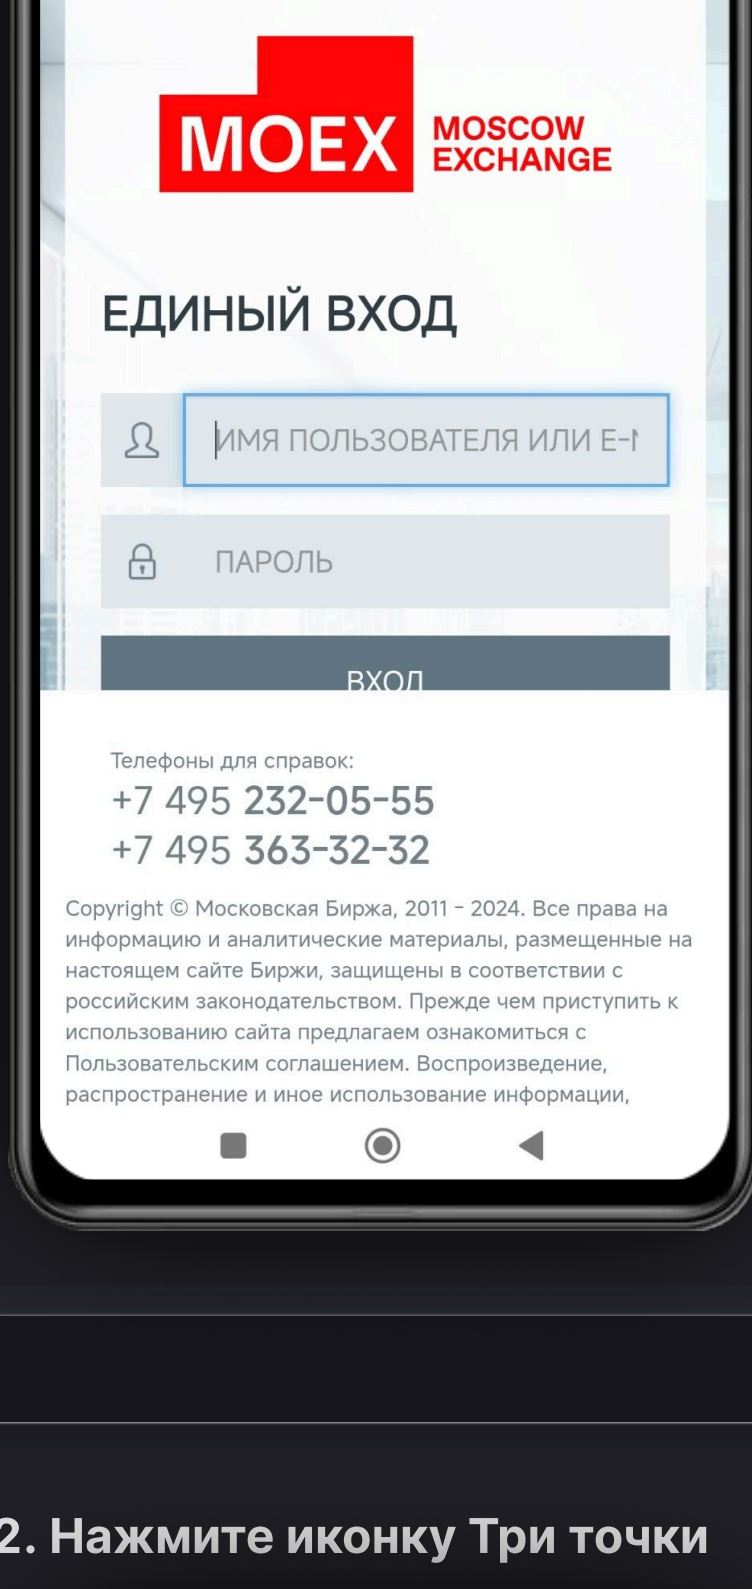 MOEX
MOSCOW
EXCHANGE
ЕДИНЫЙ ВХОД
ИМЯ ПОЛЬЗОВАТЕЛЯ ИЛИ E-
ПАРОЛЬ
ВХОД
Телефоны для справок:
+7 495 232-05-55
+7 495 363-32-32
Copyright © Московская Биржа, 2011 - 2024. Все права на
информацию и аналитические материалы, размещенные на
настоящем сайте Биржи, защищены в соответствии с
российским законодательством. Прежде чем приступить к
использованию сайта предлагаем ознакомиться с
Пользовательским соглашением. Воспроизведение,
распространение и иное использование информации,
2. Нажмите иконку Три точки